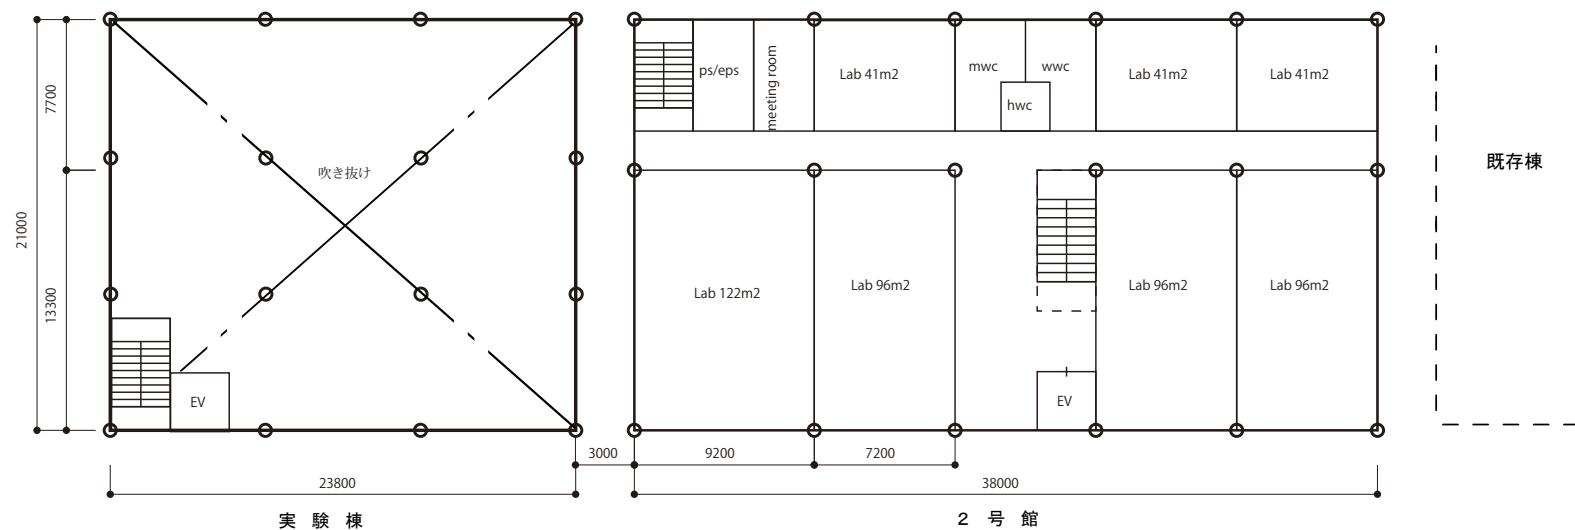 7700
13300
21000
吹き抜け
EV
23800
実 験 棟
3000
ps/eps
meeting room
Lab 41m2
mwc
wwc
hwc
Lab 41m2
Lab 41m2
Lab 122m2
Lab 96m2
Lab 96m2
Lab 96m2
EV
9200
7200
38000
２ 号 館
既存棟